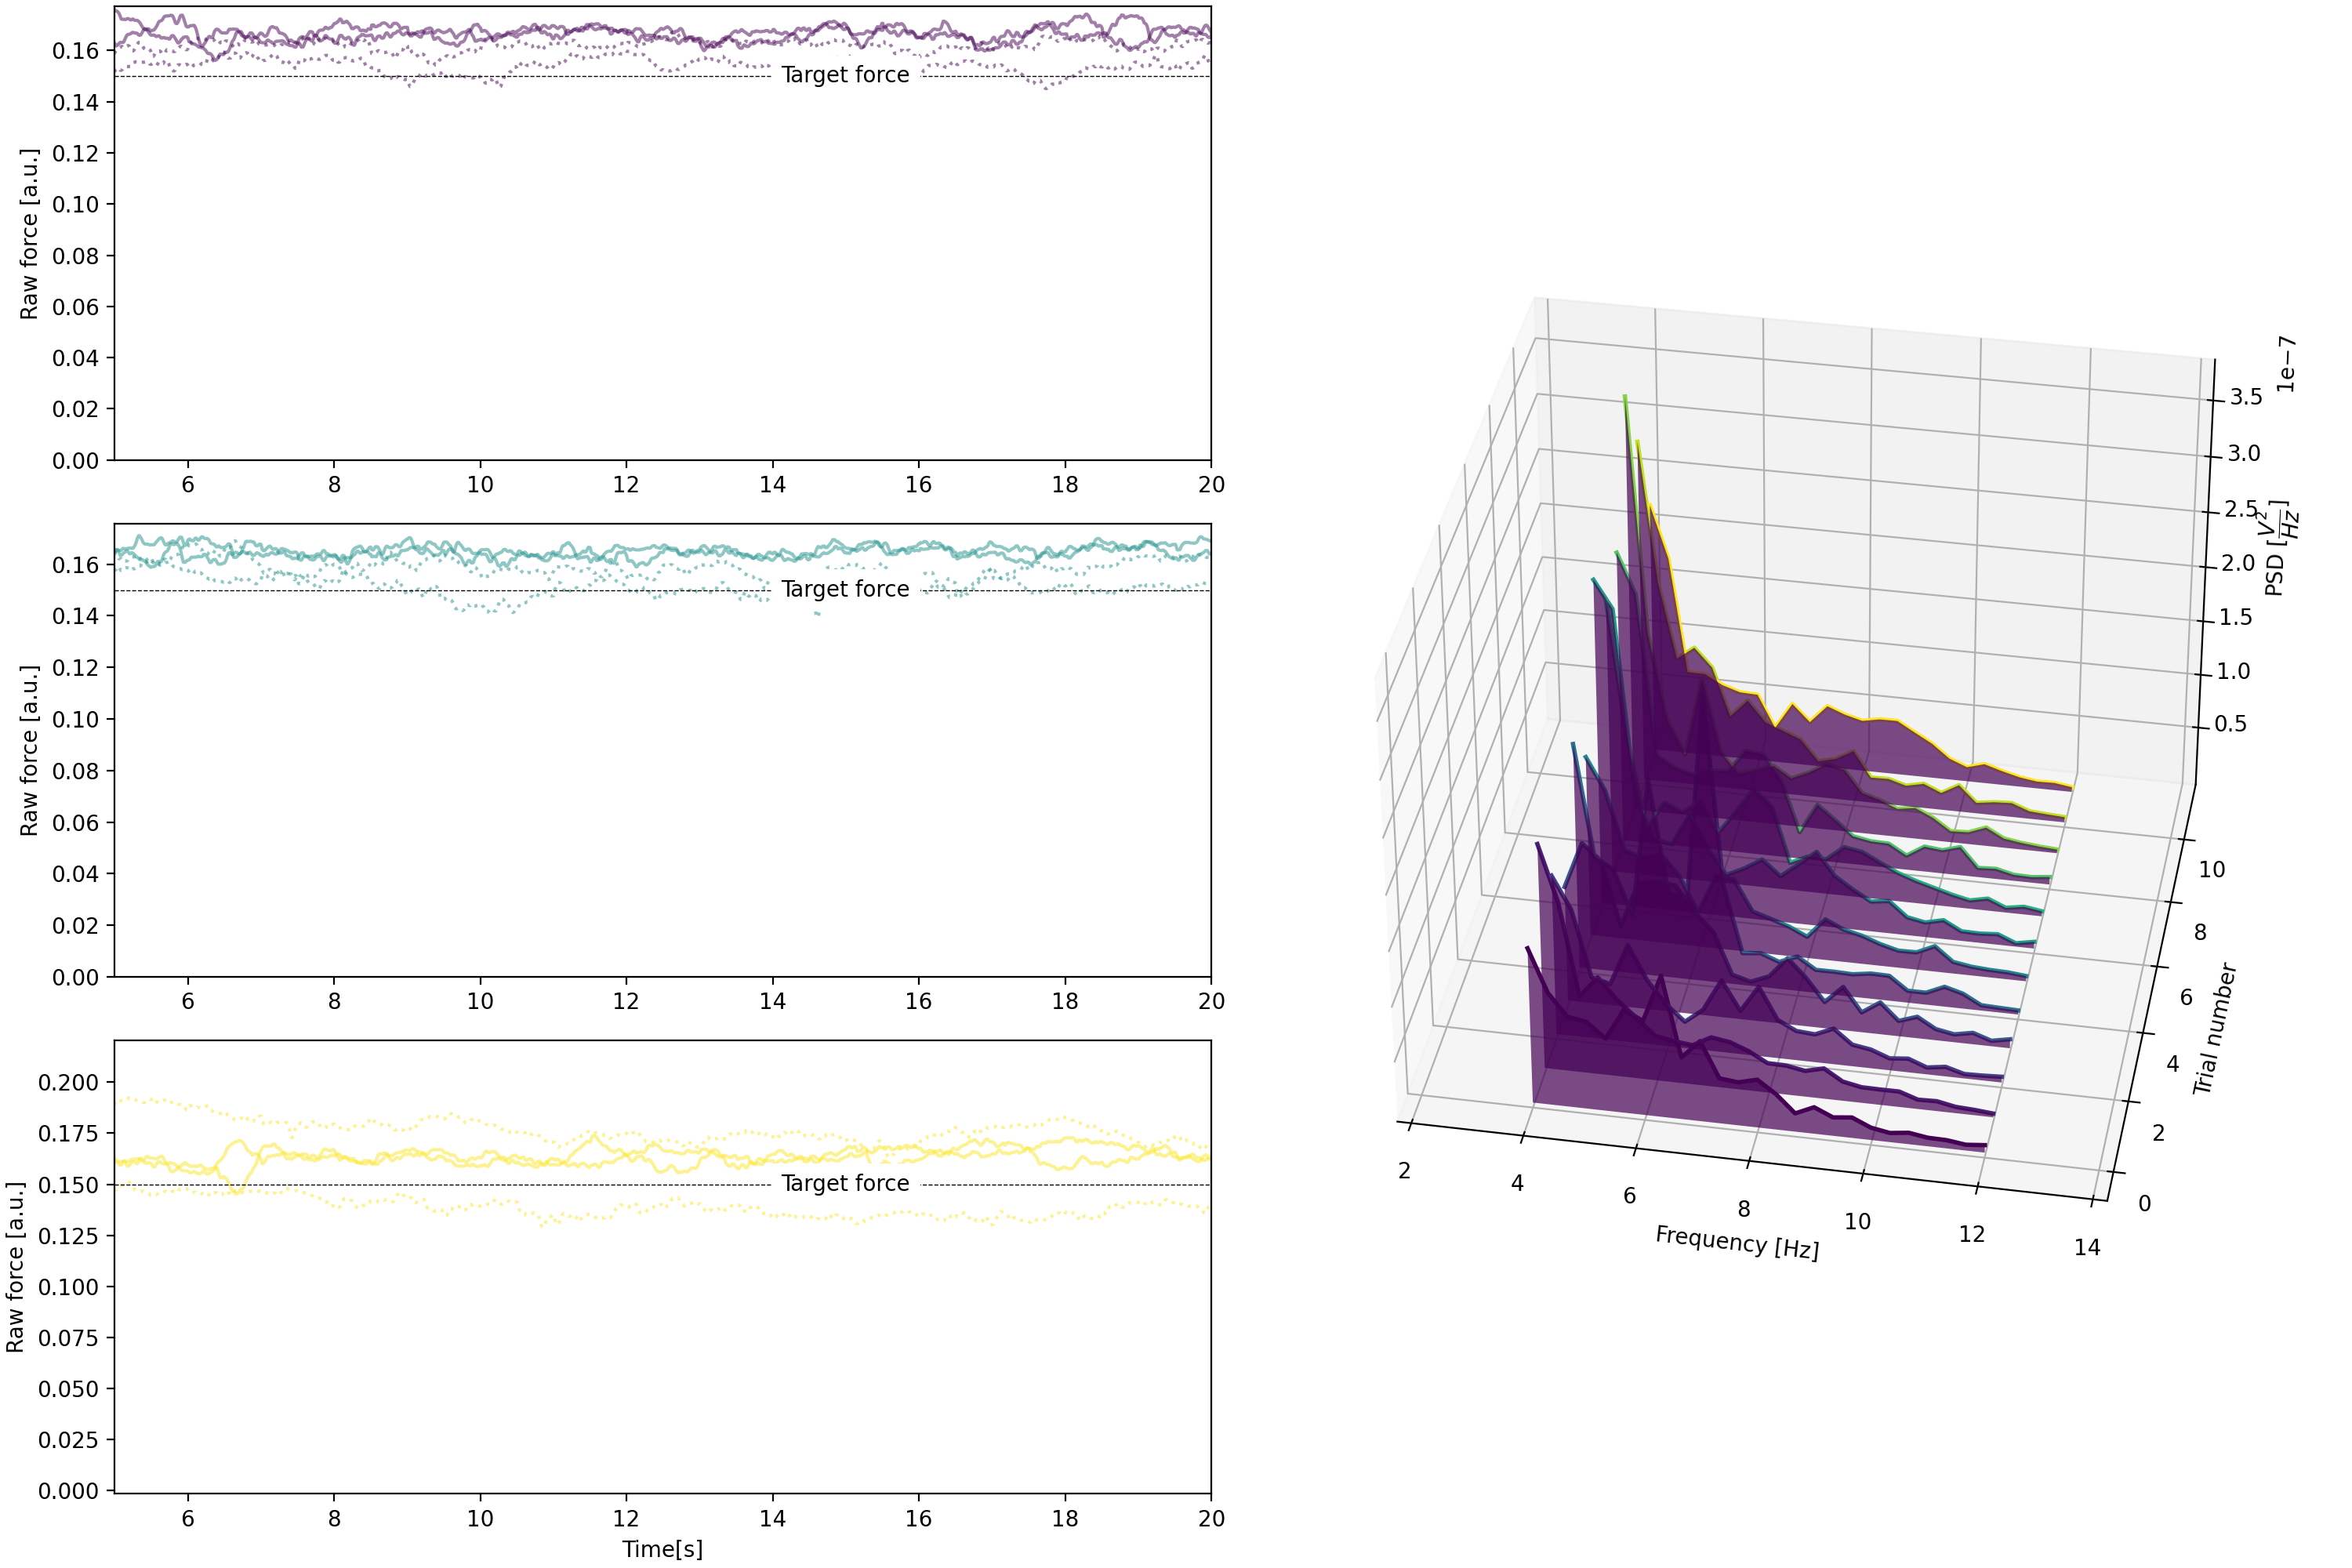 0.16
0.14
0.12
0.10
0.08
0.06
0.04
0.02
0.00
Raw force [a.u.]
Target force
6 8 10 12 14 16 18 20
0.16
0.14
0.12
0.10
0.08
0.06
0.04
0.02
0.00
Raw force [a.u.]
Target force
6 8 10 12 14 16 18 20
0.200
0.175
0.150
0.125
0.100
0.075
0.050
0.025
0.000
Raw force [a.u.]
Target force
6 8 10 12 14 16 18 20
Time[s]
1e−7
3.5
3.0
2.5
2.0
1.5
1.0
0.5
PSD [V²/Hz]
10
8
6
4
2
0
Trial number
2 4 6 8 10 12 14
Frequency [Hz]